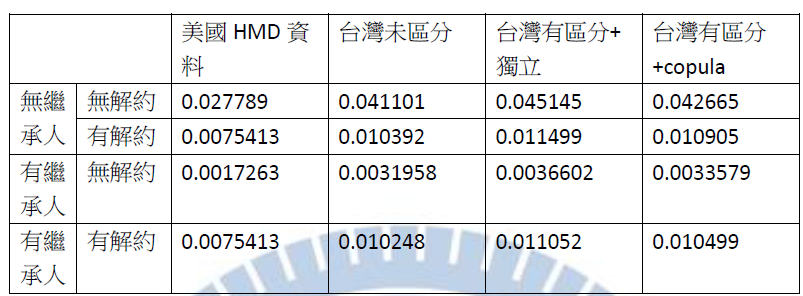 美國 HMD 資料 台灣未區分 台灣有區分+獨立 台灣有區分+copula
無繼承人 無解約 0.027789 0.041101 0.045145 0.042665
有解約 0.0075413 0.010392 0.011499 0.010905
有繼承人 無解約 0.0017263 0.0031958 0.0036602 0.0033579
有繼承人 有解約 0.0075413 0.010248 0.011052 0.010499